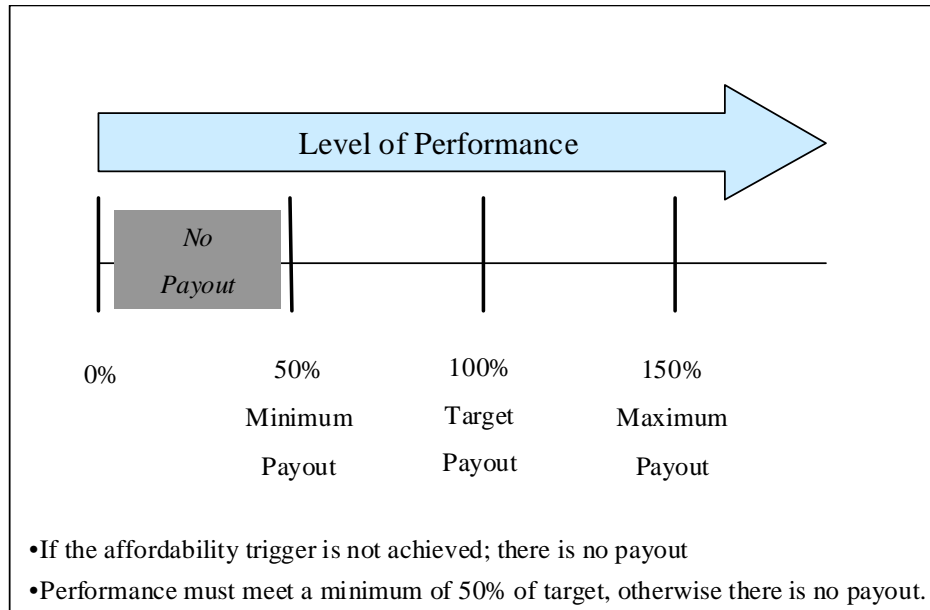 Level of Performance
No
Payout
0%
50%
Minimum
Payout
100%
Target
Payout
150%
Maximum
Payout
•If the affordability trigger is not achieved; there is no payout
•Performance must meet a minimum of 50% of target, otherwise there is no payout.